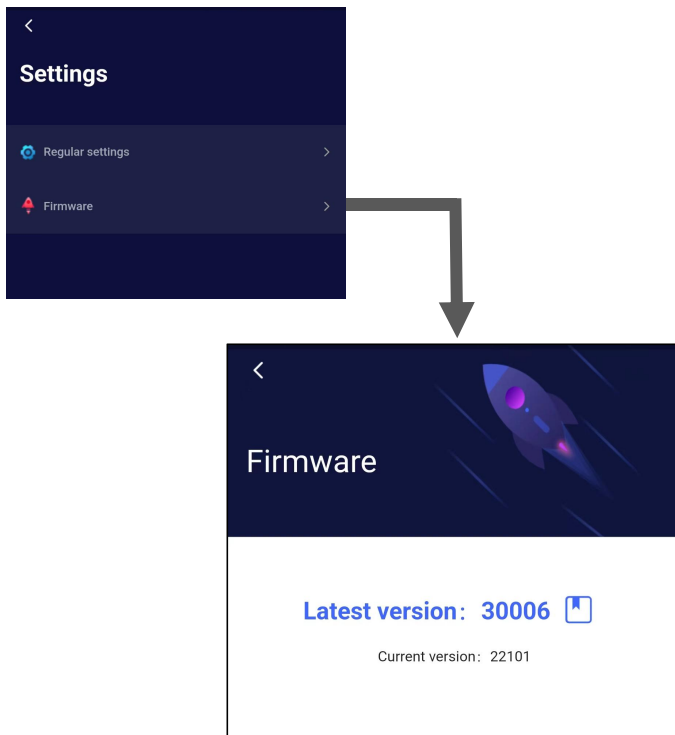 Settings
Regular settings
Firmware
Firmware
Latest version: 30006
Current version: 22101